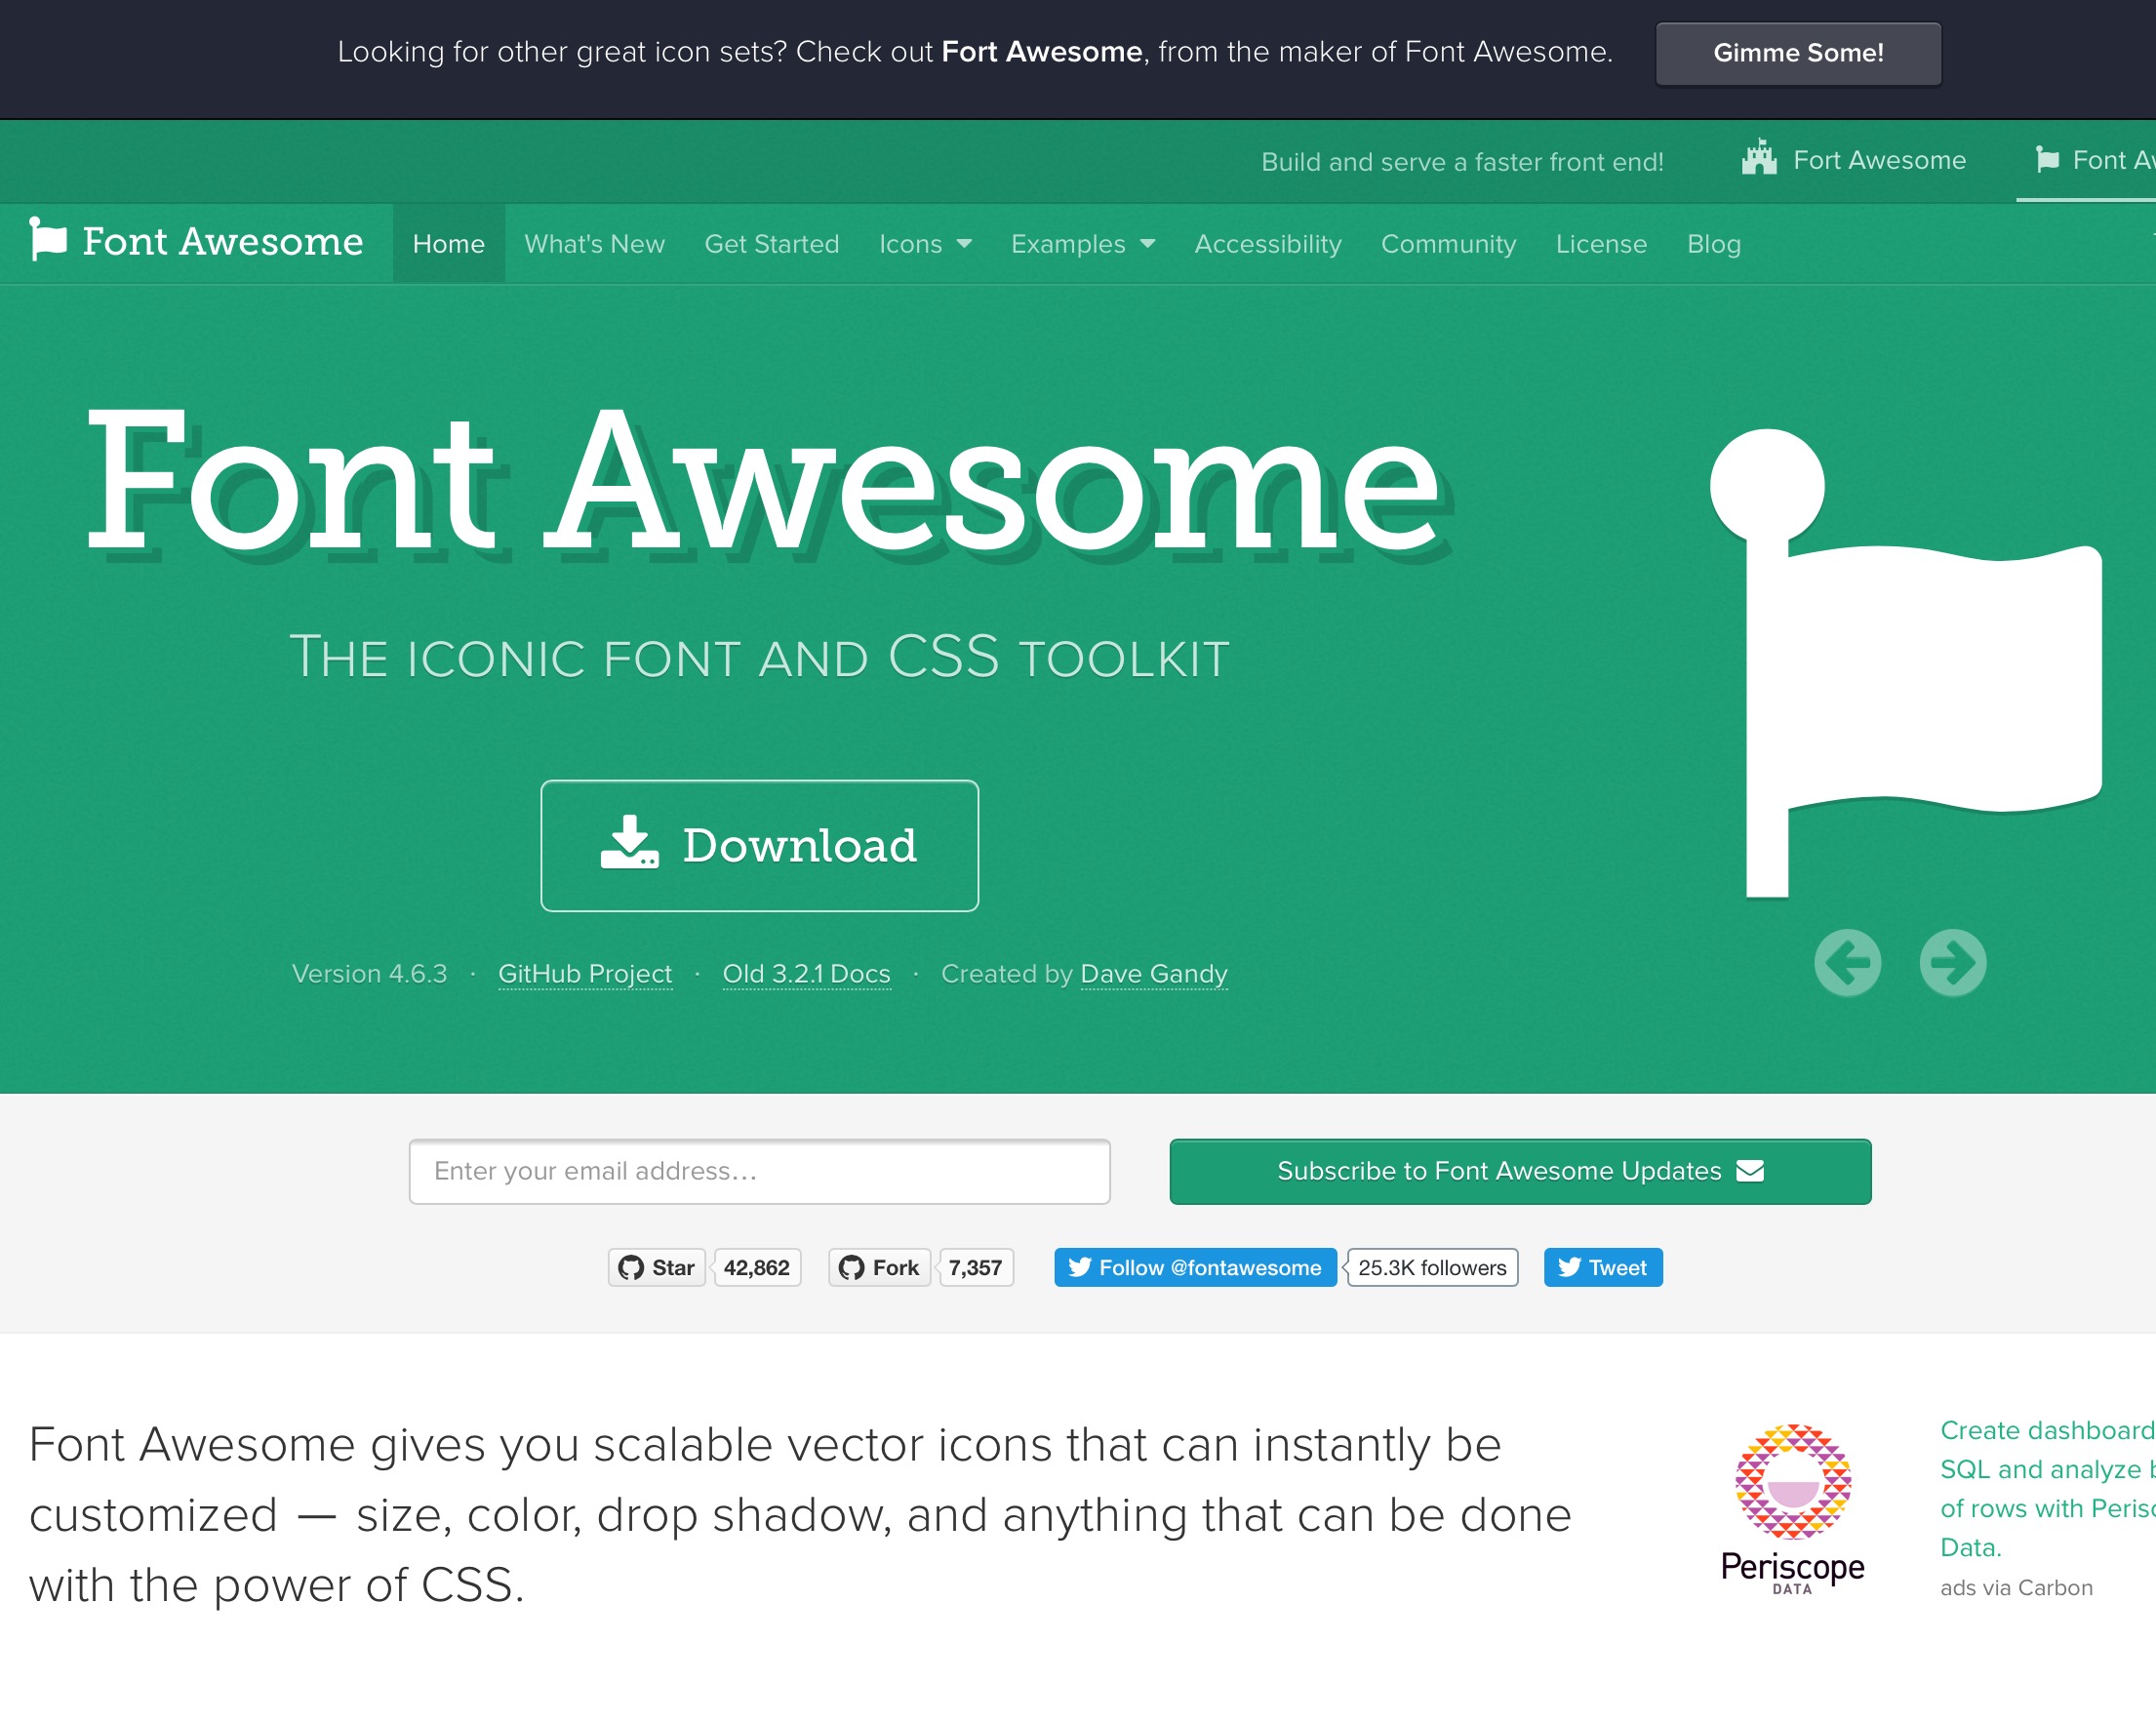 Looking for other great icon sets? Check out Fort Awesome, from the maker of Font Awesome. Gimme Some!
Build and serve a faster front end! Fort Awesome Font
Font Awesome Home What's New Get Started Icons Examples Accessibility Community License Blog
Font Awesome
The iconic font and CSS toolkit
Download
Version 4.6.3 · GitHub Project · Old 3.2.1 Docs · Created by Dave Gandy
Enter your email address... Subscribe to Font Awesome Updates
Star 42,862 Fork 7,357 Follow @fontawesome 25.3K followers Tweet
Font Awesome gives you scalable vector icons that can instantly be
customized — size, color, drop shadow, and anything that can be done
with the power of CSS.
Periscope
DATA
Create dashboard
SQL and analyze
of rows with
Data.
ads via Carbon